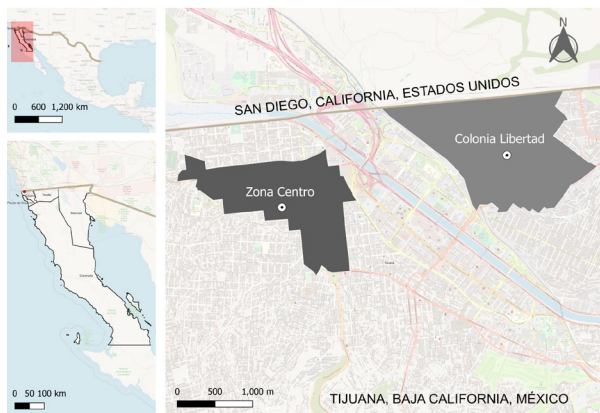 0 600 1,200 km
N
SAN DIEGO, CALIFORNIA, ESTADOS UNIDOS
Colonia Libertad
Zona Centro
0 50 100 km
0 500 1,000 m
TIJUANA, BAJA CALIFORNIA, MÉXICO